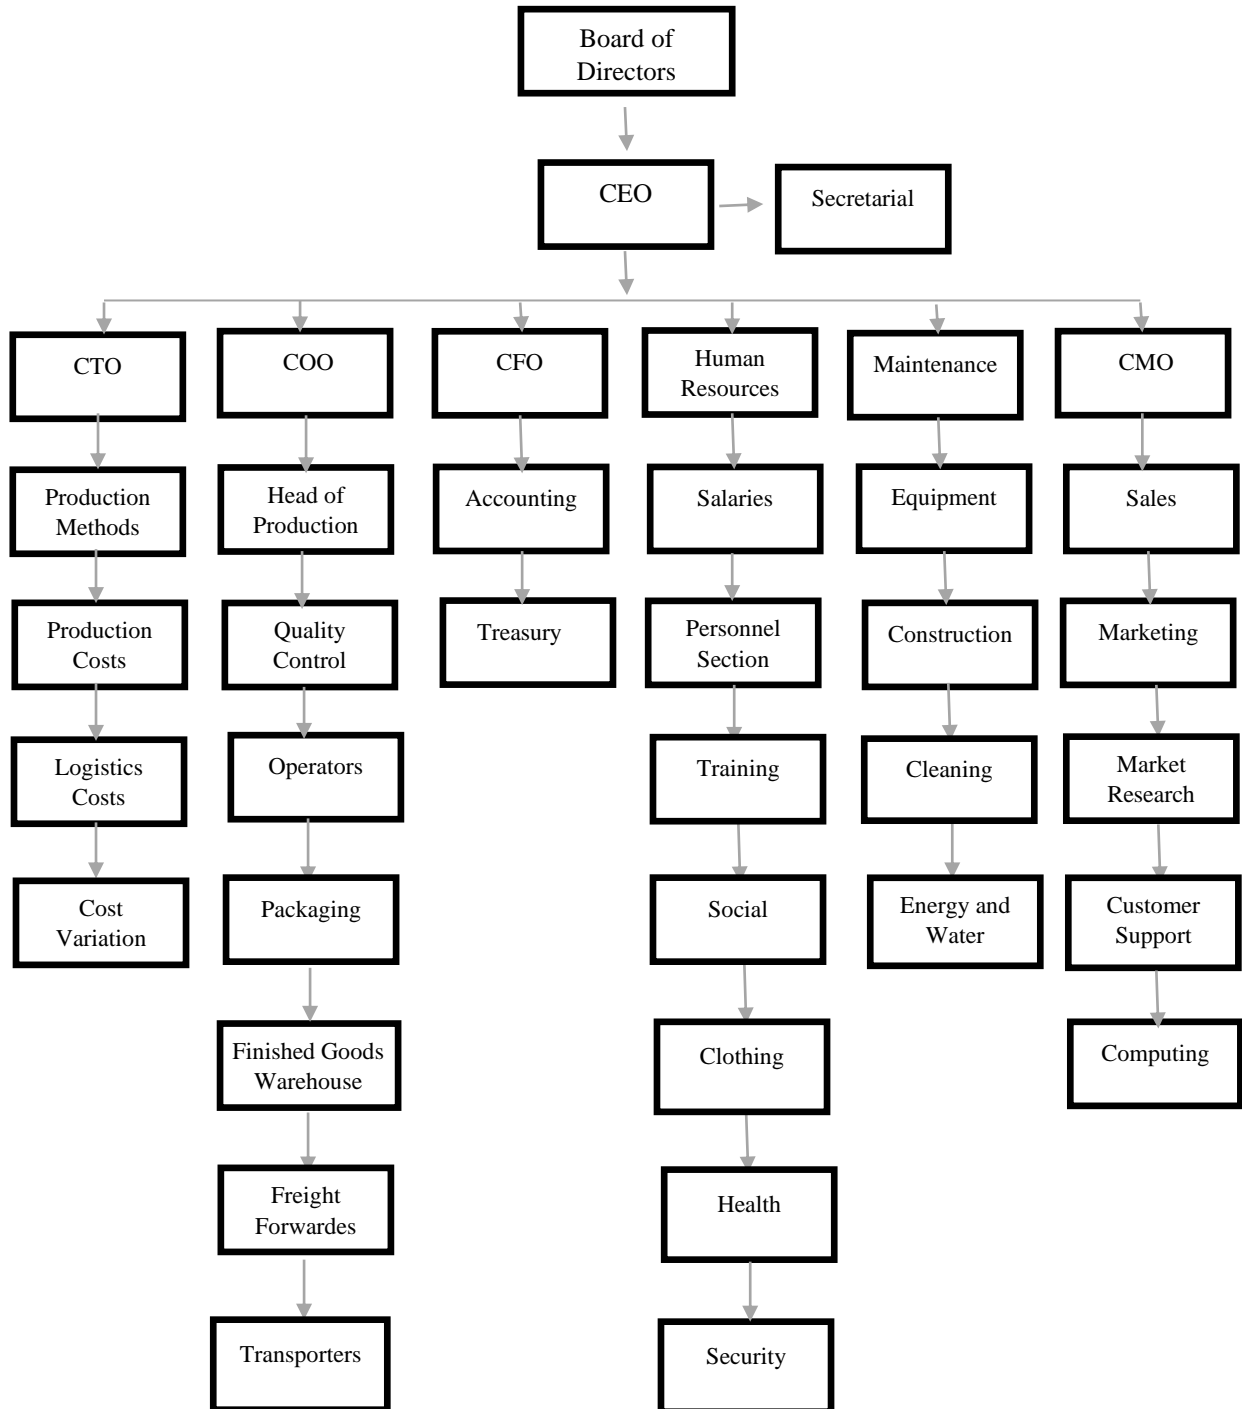 Board of
Directors
CEO
Secretarial
CTO
COO
CFO
Human
Resources
Maintenance
CMO
Production
Methods
Head of
Production
Accounting
Salaries
Equipment
Sales
Production
Costs
Quality
Control
Treasury
Personnel
Section
Construction
Marketing
Logistics
Costs
Operators
Training
Cleaning
Market
Research
Cost
Variation
Packaging
Social
Energy and
Water
Customer
Support
Finished Goods
Warehouse
Clothing
Computing
Freight
Forwardes
Health
Transporters
Security